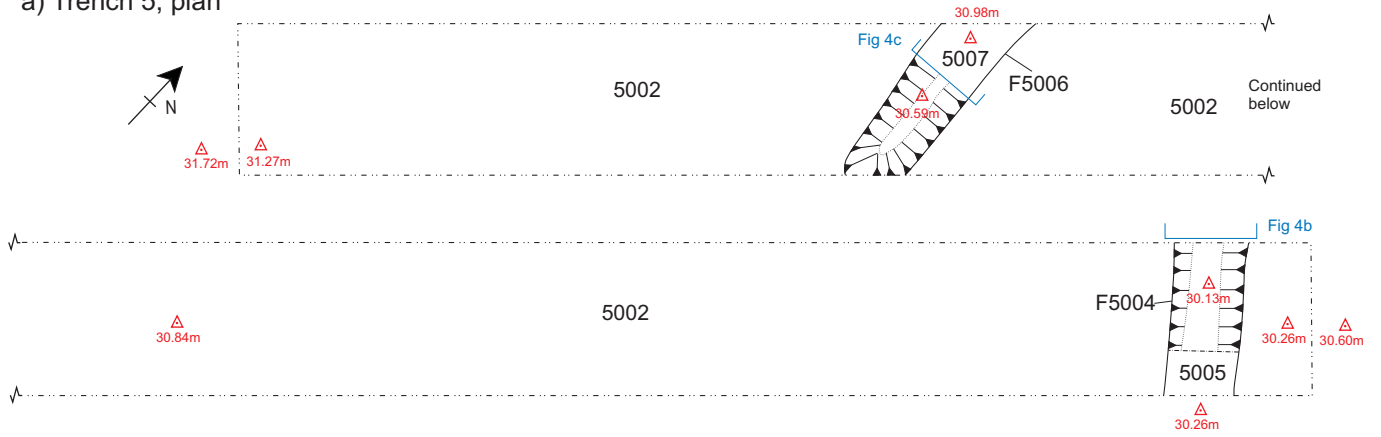 a) Trench 5, plan
30.98m
Fig 4c
5007
5002
F5006
5002
Continued
below
N
30.59m
31.72m
31.27m
Fig 4b
F5004
30.13m
5002
30.84m
30.26m
30.60m
5005
30.26m